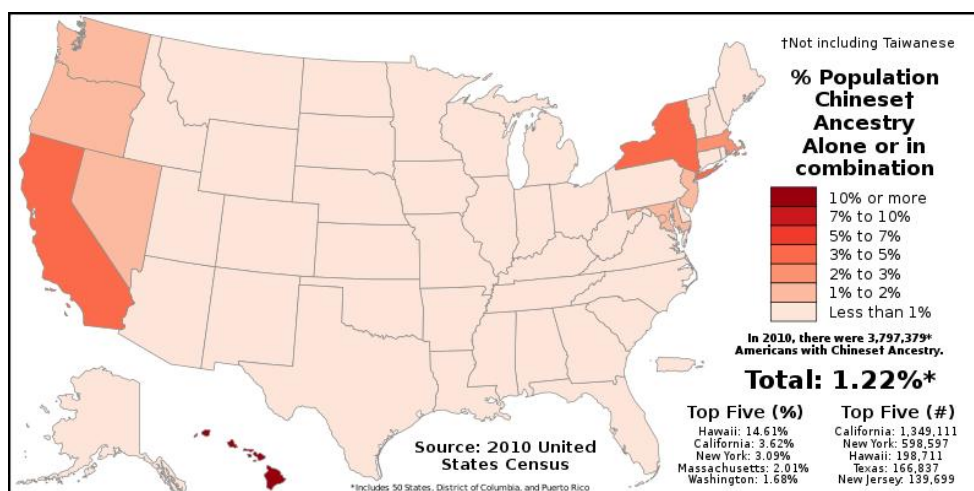 †Not including Taiwanese
% Population
Chinese†
Ancestry
Alone or in
combination
10% or more
7% to 10%
5% to 7%
3% to 5%
2% to 3%
1% to 2%
Less than 1%
In 2010, there were 3,797,379*
Americans with Chinese† Ancestry.
Total: 1.22%*
Top Five (%)
Hawaii: 14.61%
California: 3.62%
New York: 3.09%
Massachusetts: 2.01%
Washington: 1.68%
Top Five (#)
California: 1,349,111
New York: 598,597
Hawaii: 198,711
Texas: 166,837
New Jersey: 139,699
Source: 2010 United
States Census
*Includes 50 States, District of Columbia, and Puerto Rico